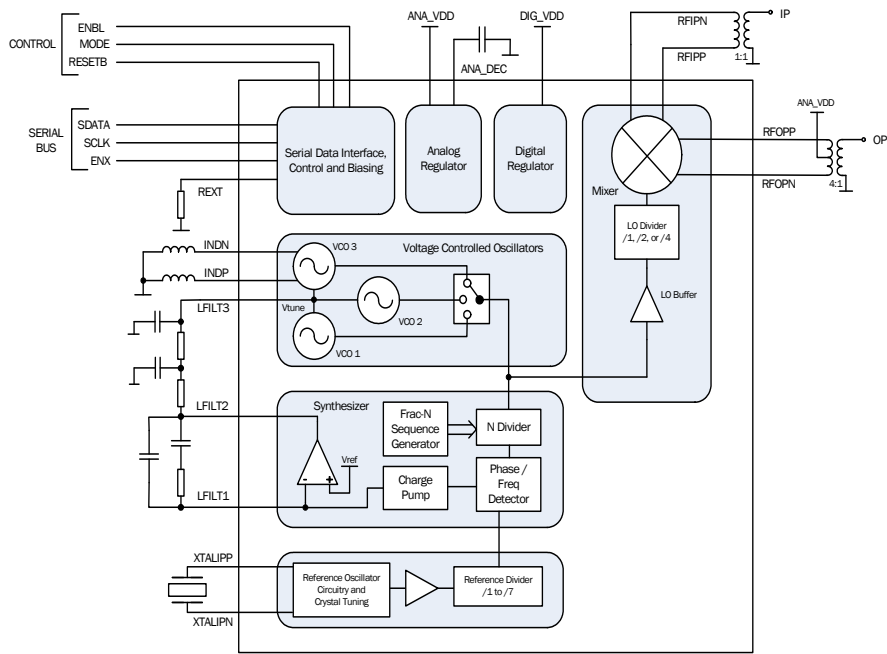 CONTROL
ENBL
MODE
RESETB
ANA_VDD
DIG_VDD
ANA_DEC
RFIPN
RFIPP
1:1
IP
SERIAL
BUS
SDATA
SCLK
ENX
REXT
Serial Data Interface,
Control and Biasing
Analog
Regulator
Digital
Regulator
Mixer
RFOPP
RFOPN
ANA_VDD
4:1
OP
LO Divider
/1, /2, or /4
LO Buffer
INDN
INDP
LFILT3
VCO 3
Voltage Controlled Oscillators
Vtune
VCO 2
VCO 1
LFILT2
LFILT1
Synthesizer
Frac-N
Sequence
Generator
N Divider
Vref
-
+
Charge
Pump
Phase /
Freq
Detector
XTALIPP
XTALIPN
Reference Oscillator
Circuitry and
Crystal Tuning
Reference Divider
/1 to /7